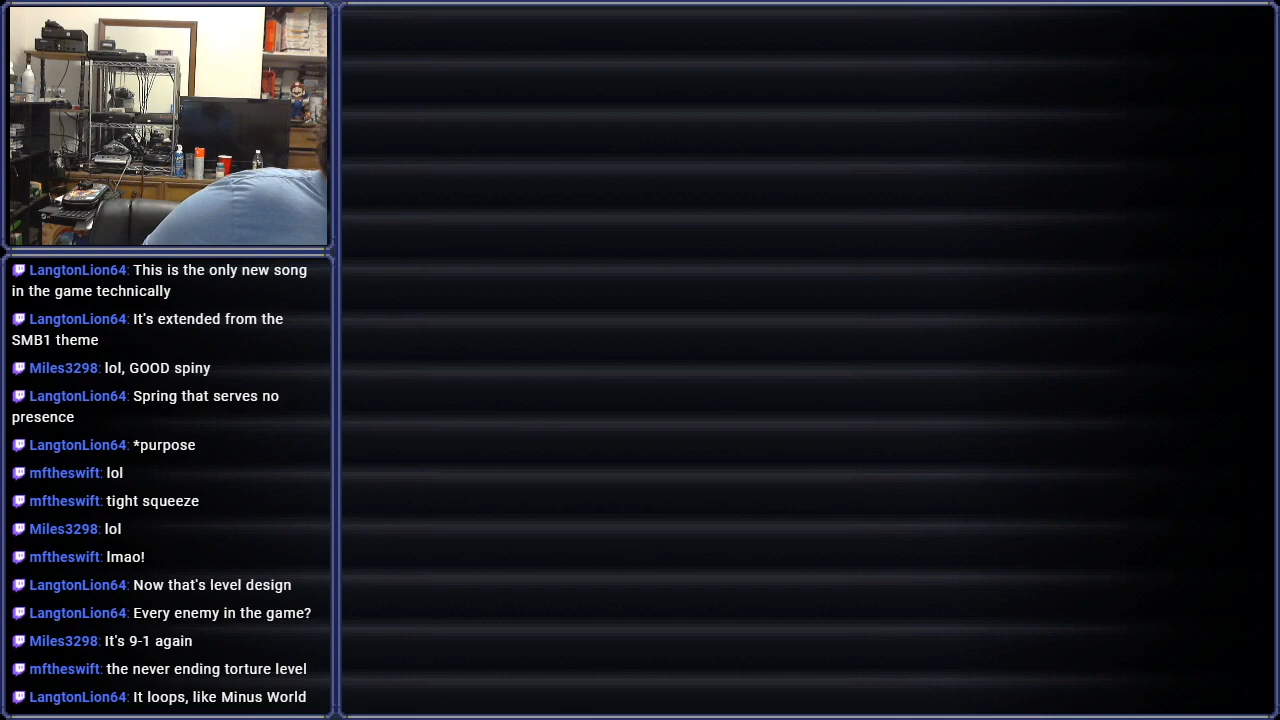 LangtonLion64: This is the only new song
in the game technically
LangtonLion64: It's extended from the
SMB1 theme
Miles3298: lol, GOOD spiny
LangtonLion64: Spring that serves no
presence
LangtonLion64: *purpose
mftheswift: lol
mftheswift: tight squeeze
Miles3298: lol
mftheswift: lmao!
LangtonLion64: Now that's level design
LangtonLion64: Every enemy in the game?
Miles3298: It's 9-1 again
mftheswift: the never ending torture level
LangtonLion64: It loops, like Minus World